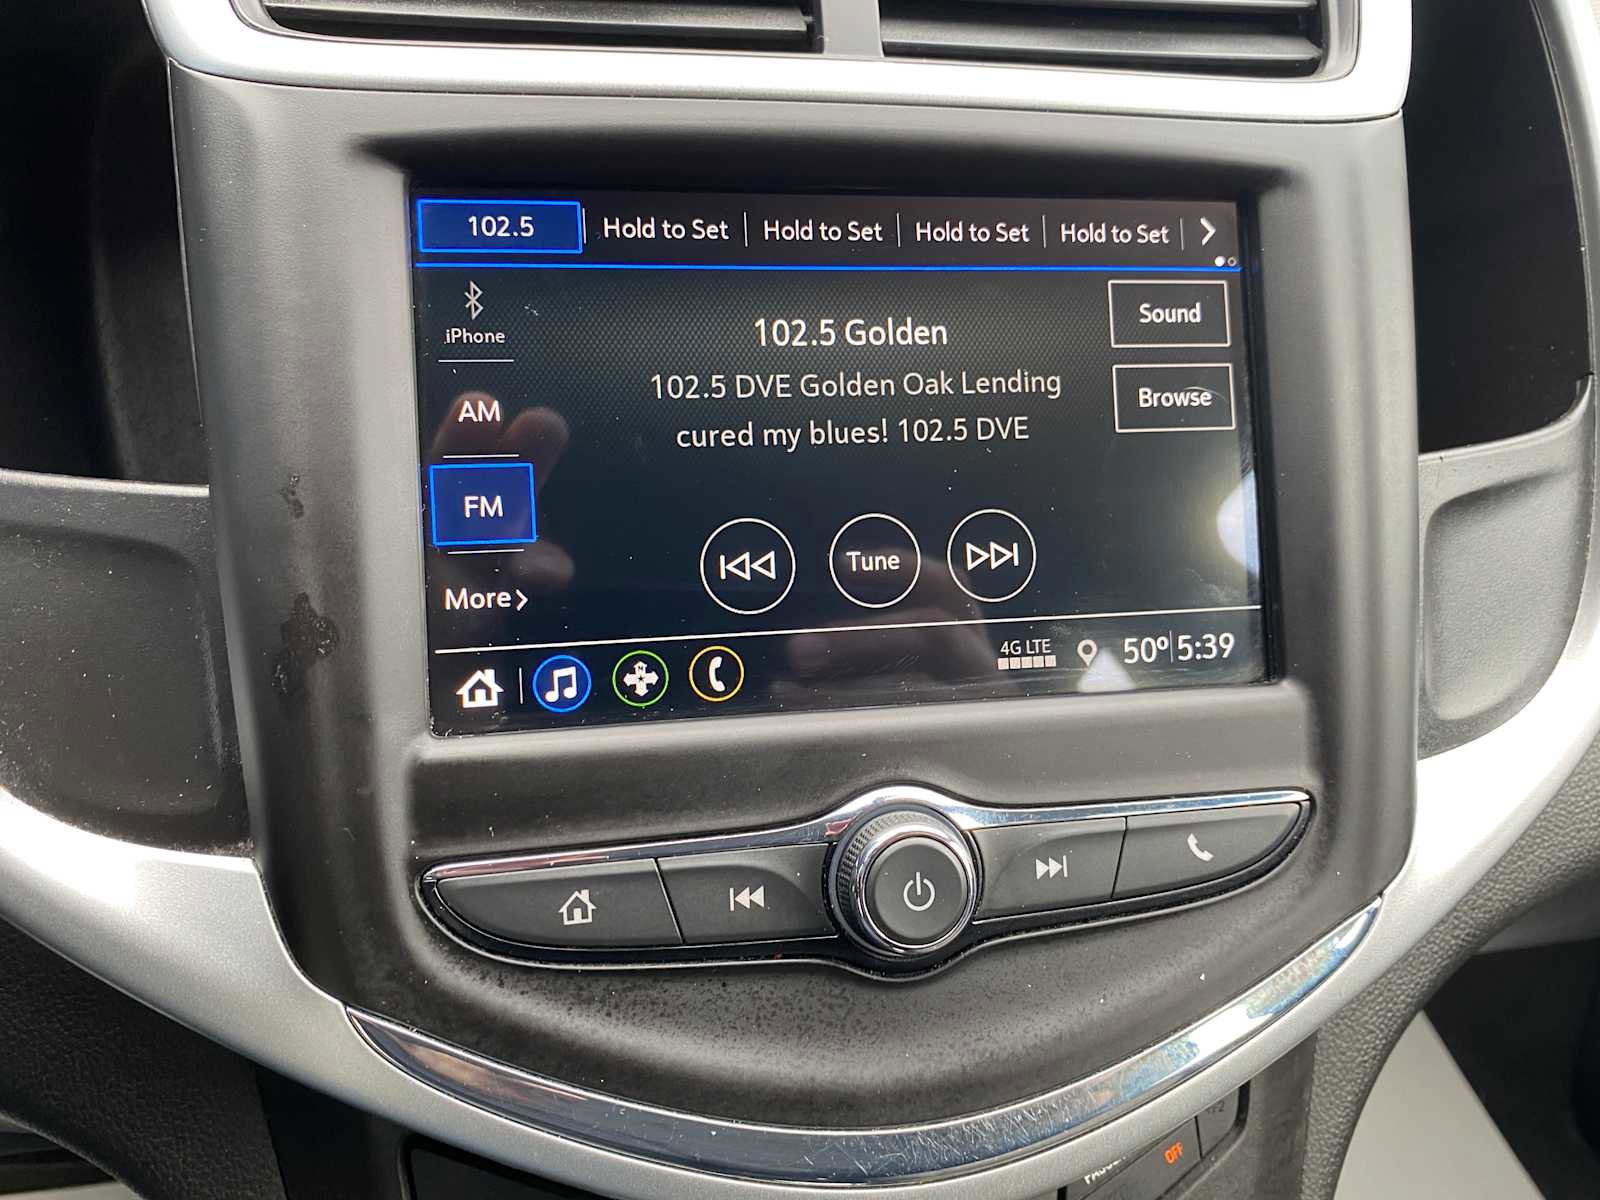 102.5 Hold to Set Hold to Set Hold to Set Hold to Set
iPhone
AM
FM
More
102.5 Golden
102.5 DVE Golden Oak Lending
cured my blues! 102.5 DVE
Sound
Browse
Tune
N
4G LTE
50° 5:39
OFF